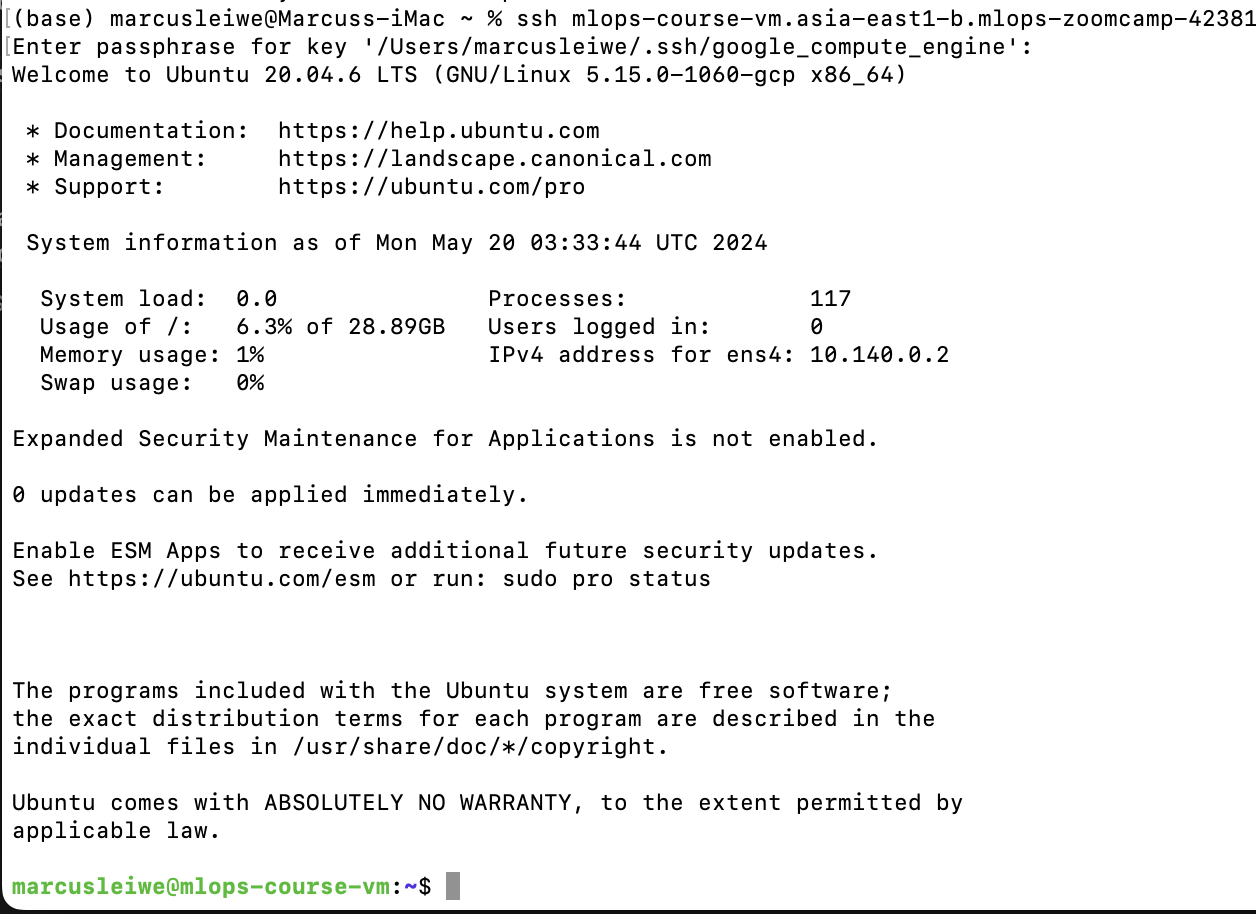 (base) marcusleiwe@Marcuss-iMac ~ % ssh mlops-course-vm.asia-east1-b.mlops-zoomcamp-42381
Enter passphrase for key '/Users/marcusleiwe/.ssh/google_compute_engine':
Welcome to Ubuntu 20.04.6 LTS (GNU/Linux 5.15.0-1060-gcp x86_64)
* Documentation: https://help.ubuntu.com
* Management: https://landscape.canonical.com
* Support: https://ubuntu.com/pro
System information as of Mon May 20 03:33:44 UTC 2024
System load: 0.0 Processes: 117
Usage of /: 6.3% of 28.89GB Users logged in: 0
Memory usage: 1% IPv4 address for ens4: 10.140.0.2
Swap usage: 0%
Expanded Security Maintenance for Applications is not enabled.
0 updates can be applied immediately.
Enable ESM Apps to receive additional future security updates.
See https://ubuntu.com/esm or run: sudo pro status
The programs included with the Ubuntu system are free software;
the exact distribution terms for each program are described in the
individual files in /usr/share/doc/*/copyright.
Ubuntu comes with ABSOLUTELY NO WARRANTY, to the extent permitted by
applicable law.
marcusleiwe@mlops-course-vm:~$